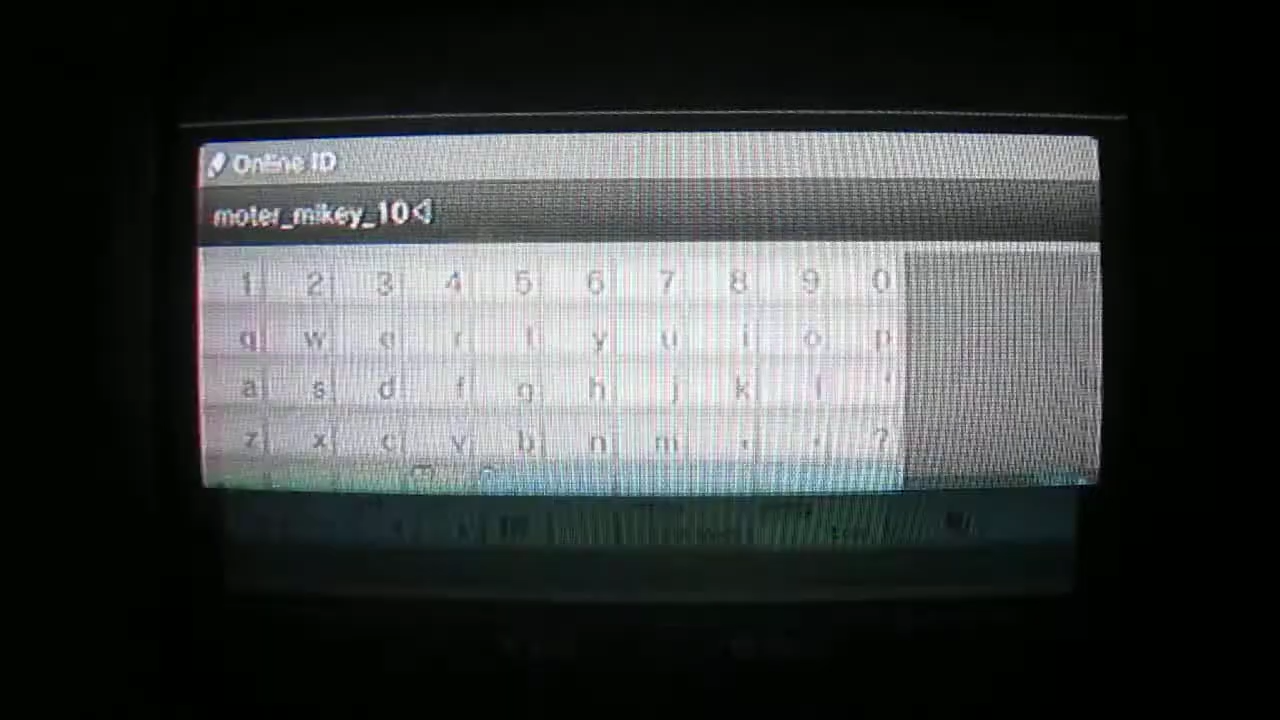 Online ID
moter_mikey_10
1 2 3 4 5 6 7 8 9 0
q w e r t y u i o p
a s d f g h j k l '
z x c v b n m , . ?